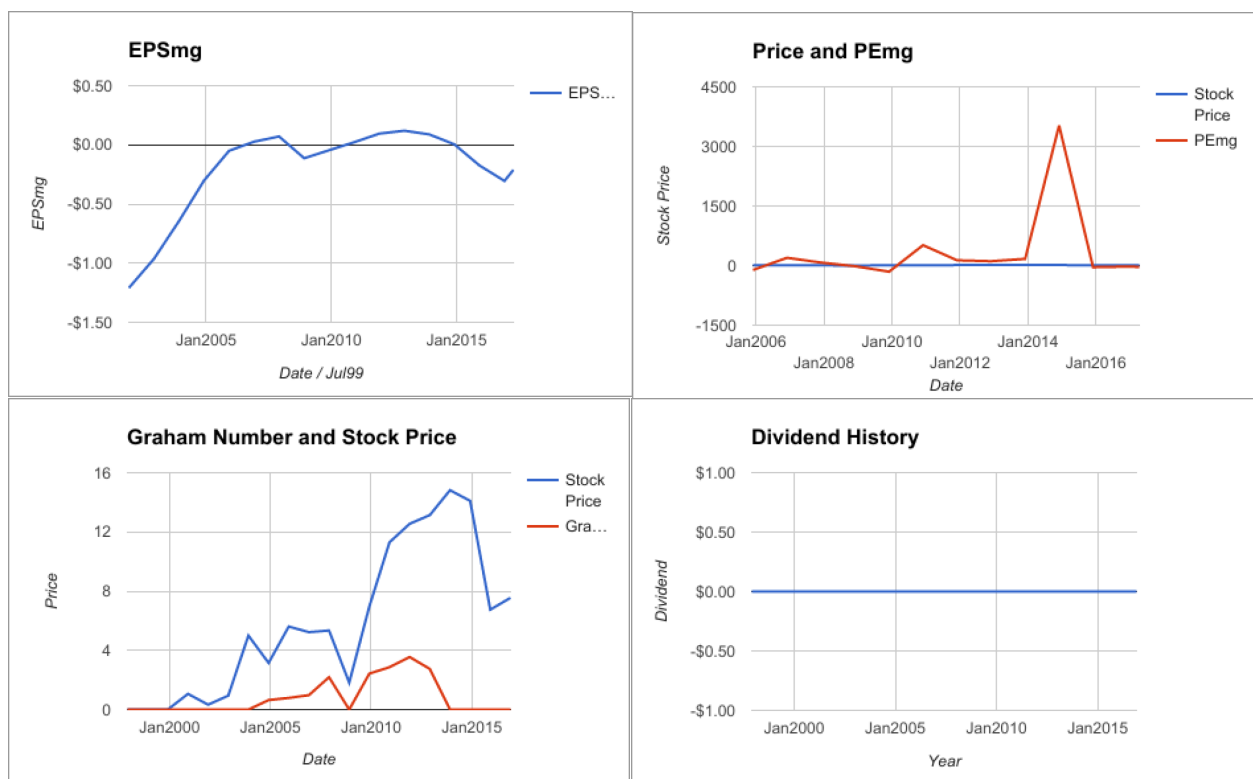 EPSmg
$0.50
$0.00
-$0.50
-$1.00
-$1.50
EPSmg
EPS…
Jan2005
Jan2010
Jan2015
Date / Jul99
Price and PEmg
4500
3000
1500
0
-1500
Stock Price
Stock
Price
PEmg
Jan2006
Jan2008
Jan2010
Jan2012
Jan2014
Jan2016
Date
Graham Number and Stock Price
16
12
8
4
0
Price
Stock
Price
Gra…
Jan2000
Jan2005
Jan2010
Jan2015
Date
Dividend History
$1.00
$0.50
$0.00
-$0.50
-$1.00
Dividend
Jan2000
Jan2005
Jan2010
Jan2015
Year